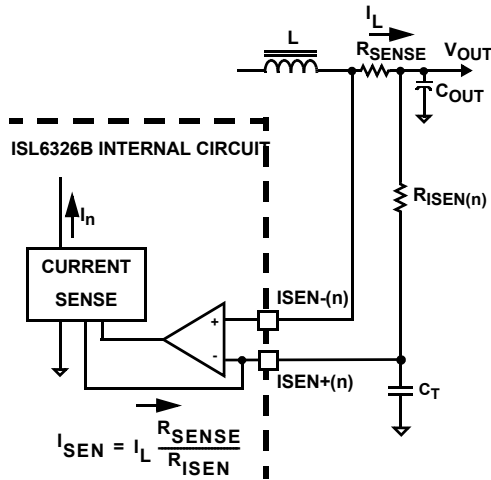 I_L
L
R_SENSE
V_OUT
C_OUT
ISL6326B INTERNAL CIRCUIT
R_ISEN(n)
I_n
CURRENT
SENSE
ISEN-(n)
+
-
ISEN+(n)
C_T
I_SEN = I_L R_SENSE / R_ISEN